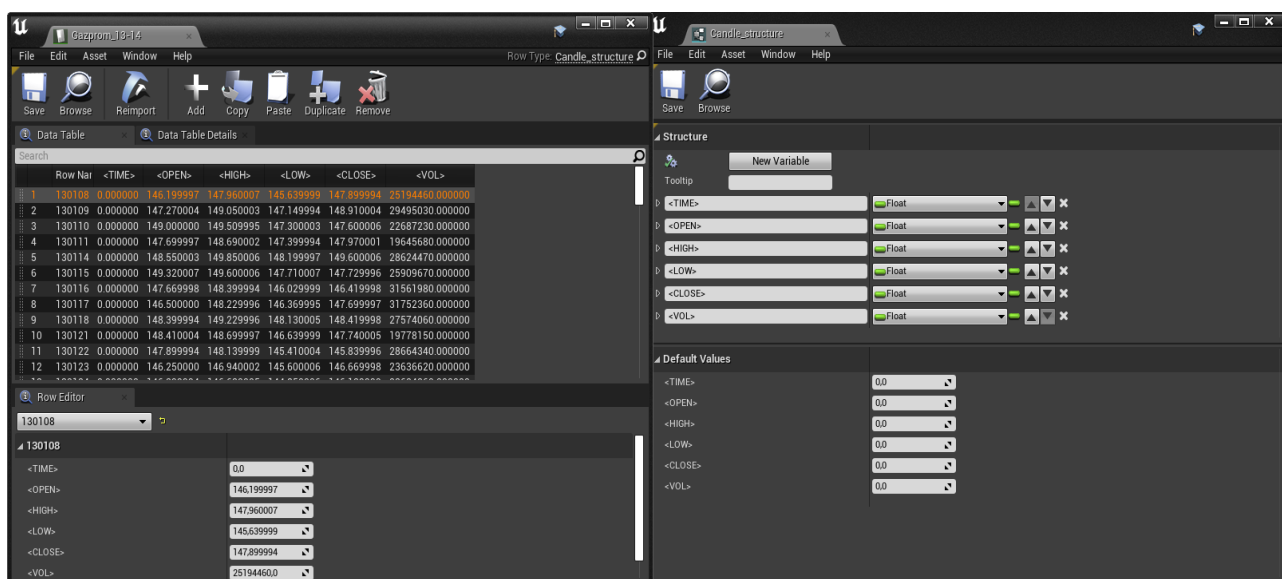 Gazprom_13-14
File Edit Asset Window Help Row Type: Candle_structure
Save Browse Reimport Add Copy Paste Duplicate Remove
Data Table Data Table Details
Search
Row Nar <TIME> <OPEN> <HIGH> <LOW> <CLOSE> <VOL>
1 130108 0.000000 146.199997 147.960007 145.639999 147.899994 25194460.000000
2 130109 0.000000 147.270004 149.050003 147.149994 148.910004 29495030.000000
3 130110 0.000000 149.000000 149.509995 147.300003 147.600006 22687230.000000
4 130111 0.000000 147.699997 148.690002 147.399994 147.970001 19645680.000000
5 130114 0.000000 148.550003 149.850006 148.199997 149.600006 28624470.000000
6 130115 0.000000 149.320007 149.600006 147.710007 147.729996 25909670.000000
7 130116 0.000000 147.669998 148.399994 146.029999 146.419998 31561980.000000
8 130117 0.000000 146.500000 148.229996 146.369995 147.699997 31752360.000000
9 130118 0.000000 148.399994 149.229996 148.130005 148.419998 27574060.000000
10 130121 0.000000 148.410004 148.699997 146.639999 147.740005 19778150.000000
11 130122 0.000000 147.899994 148.139999 145.410004 145.839996 28664340.000000
12 130123 0.000000 146.250000 146.940002 145.600006 146.669998 23636620.000000
Row Editor
130108
130108
<TIME> 0,0
<OPEN> 146,199997
<HIGH> 147,960007
<LOW> 145,639999
<CLOSE> 147,899994
<VOL> 25194460,0
Candle_structure
File Edit Asset Window Help
Save Browse
Structure
New Variable
Tooltip
<TIME> Float
<OPEN> Float
<HIGH> Float
<LOW> Float
<CLOSE> Float
<VOL> Float
Default Values
<TIME> 0,0
<OPEN> 0,0
<HIGH> 0,0
<LOW> 0,0
<CLOSE> 0,0
<VOL> 0,0